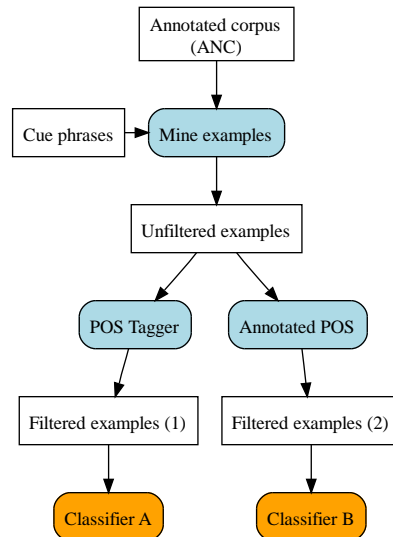 Annotated corpus
(ANC)
Cue phrases
Mine examples
Unfiltered examples
POS Tagger
Annotated POS
Filtered examples (1)
Filtered examples (2)
Classifier A
Classifier B